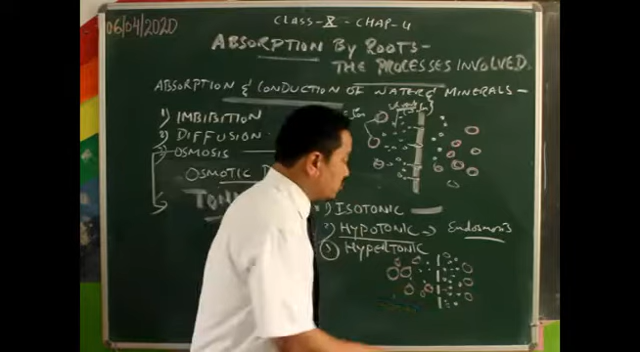 06/04/2020
CLASS-X - CHAP-4
ABSORPTION BY ROOTS-
THE PROCESSES INVOLVED.
ABSORPTION & CONDUCTION OF WATER & MINERALS -
1) IMBIBITION
2) DIFFUSION
3) OSMOSIS
OSMOTIC
1) ISOTONIC
2) HYPOTONIC → Endosmosis
3) HYPERTONIC